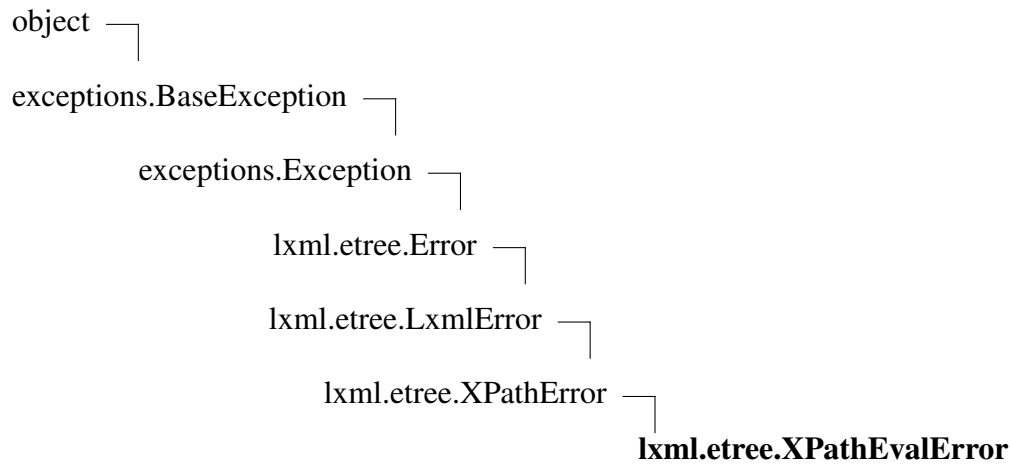 object
exceptions.BaseException
exceptions.Exception
lxml.etree.Error
lxml.etree.LxmlError
lxml.etree.XPathError
lxml.etree.XPathEvalError